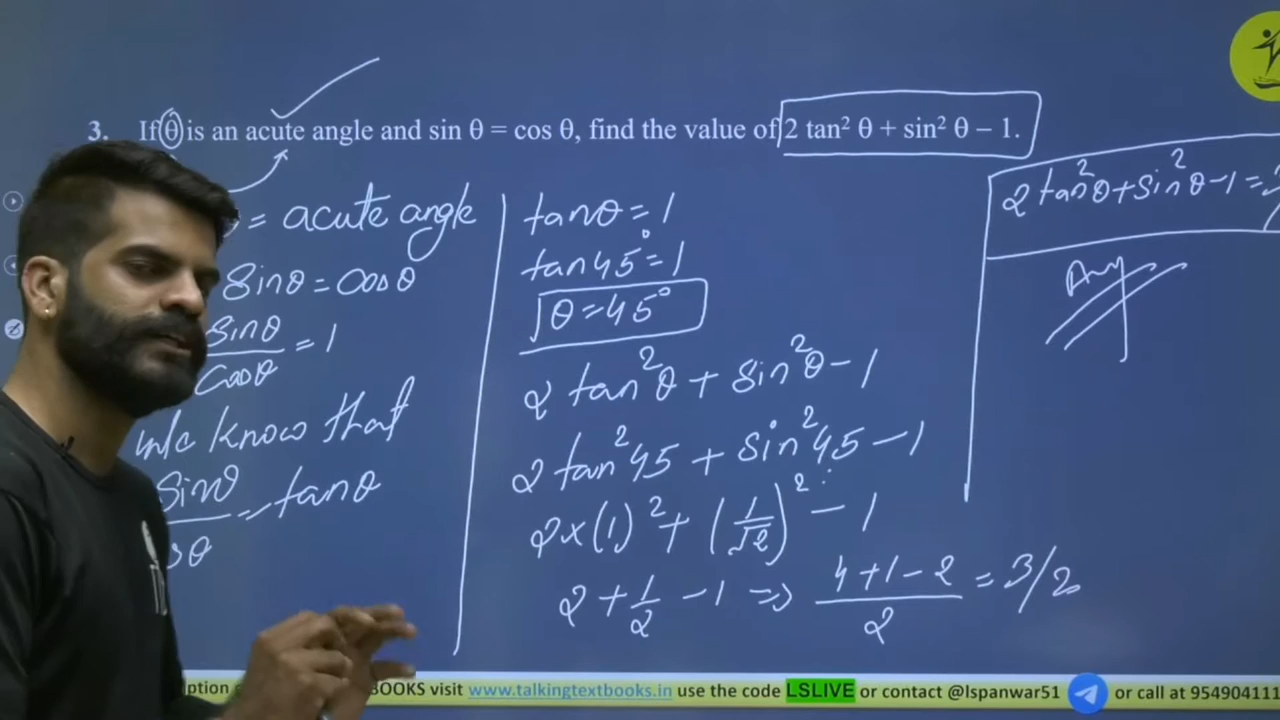 3. If θ is an acute angle and sin θ = cos θ, find the value of 2 tan² θ + sin² θ – 1.
= acute angle
sinθ = cosθ
sinθ/cosθ = 1
We know that
sinθ/ = tanθ
tanθ = 1
tan45° = 1
θ = 45°
2 tan²θ + sin²θ – 1
2 tan²45 + sin²45 – 1
2×(1)² + (1/√2)² – 1
2 + 1/2 – 1 ⇒ (4+1–2)/2 = 3/2
2 tan²θ + sin²θ – 1 =
Ans
BOOKS visit www.talkingtextbooks.in use the code LSLIVE or contact @lspanwar51 or call at 954904111